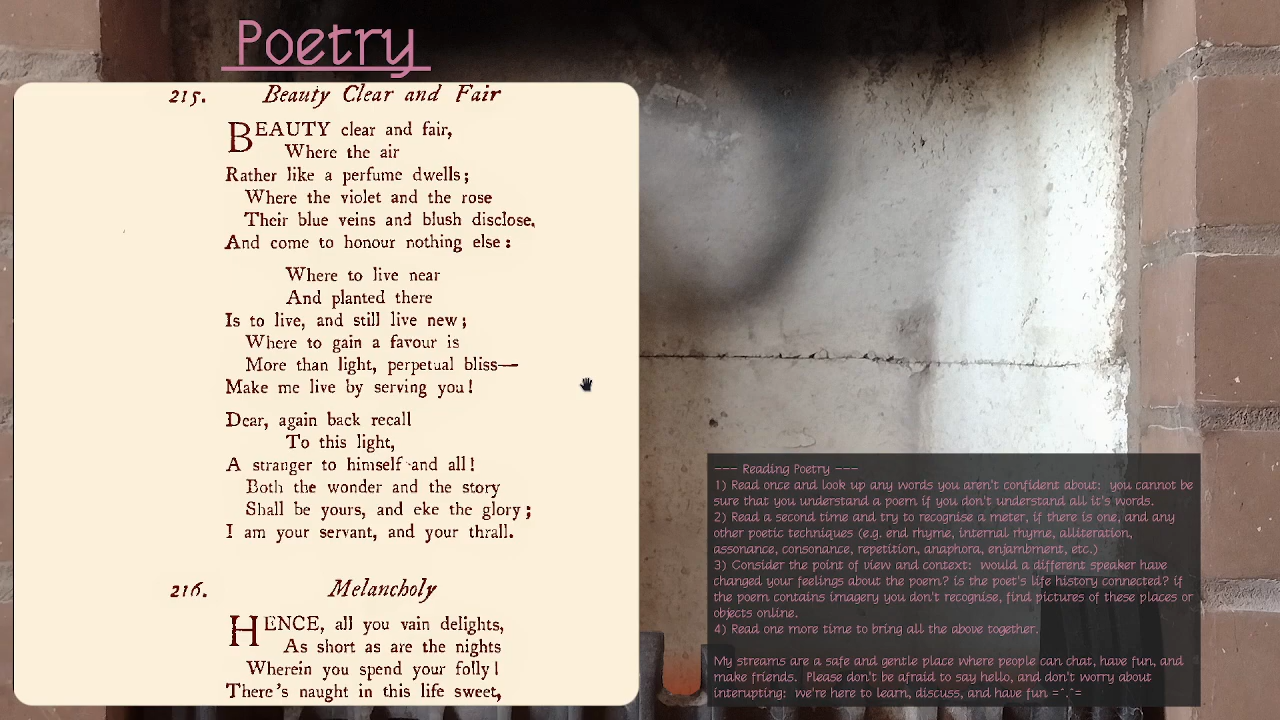 Poetry
215. Beauty Clear and Fair
BEAUTY clear and fair,
Where the air
Rather like a perfume dwells;
Where the violet and the rose
Their blue veins and blush disclose,
And come to honour nothing else:
Where to live near
And planted there
Is to live, and still live new;
Where to gain a favour is
More than light, perpetual bliss—
Make me live by serving you!
Dear, again back recall
To this light,
A stranger to himself and all!
Both the wonder and the story
Shall be yours, and eke the glory;
I am your servant, and your thrall.
216. Melancholy
HENCE, all you vain delights,
As short as are the nights
Wherein you spend your folly!
There's naught in this life sweet,
--- Reading Poetry ---
1) Read once and look up any words you aren't confident about: you cannot be
sure that you understand a poem if you don't understand all it's words.
2) Read a second time and try to recognise a meter, if there is one, and any
other poetic techniques (e.g. end rhyme, internal rhyme, alliteration,
assonance, consonance, repetition, anaphora, enjambment, etc.)
3) Consider the point of view and context: would a different speaker have
changed your feelings about the poem? is the poet's life history connected? if
the poem contains imagery you don't recognise, find pictures of these places or
objects online.
4) Read one more time to bring all the above together.
My streams are a safe and gentle place where people can chat, have fun, and
make friends. Please don't be afraid to say hello, and don't worry about
interupting: we're here to learn, discuss, and have fun =^.^=